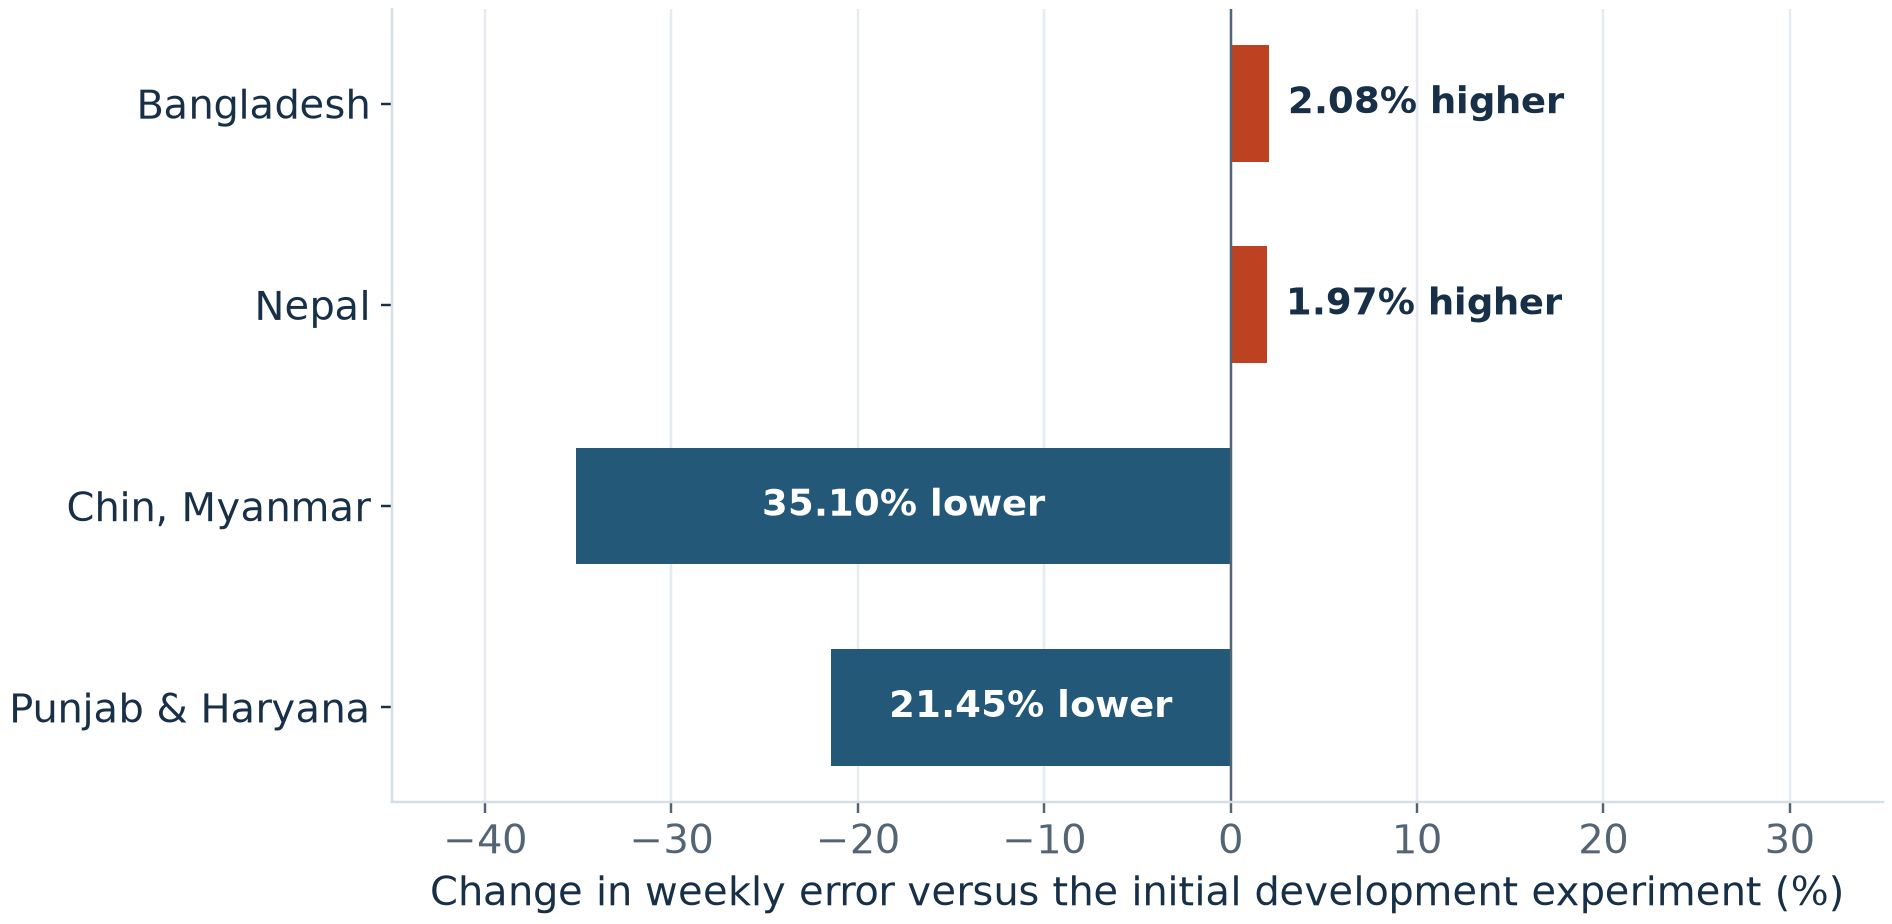 Bangladesh
2.08% higher
Nepal
1.97% higher
Chin, Myanmar
35.10% lower
Punjab & Haryana
21.45% lower
−40 −30 −20 −10 0 10 20 30
Change in weekly error versus the initial development experiment (%)